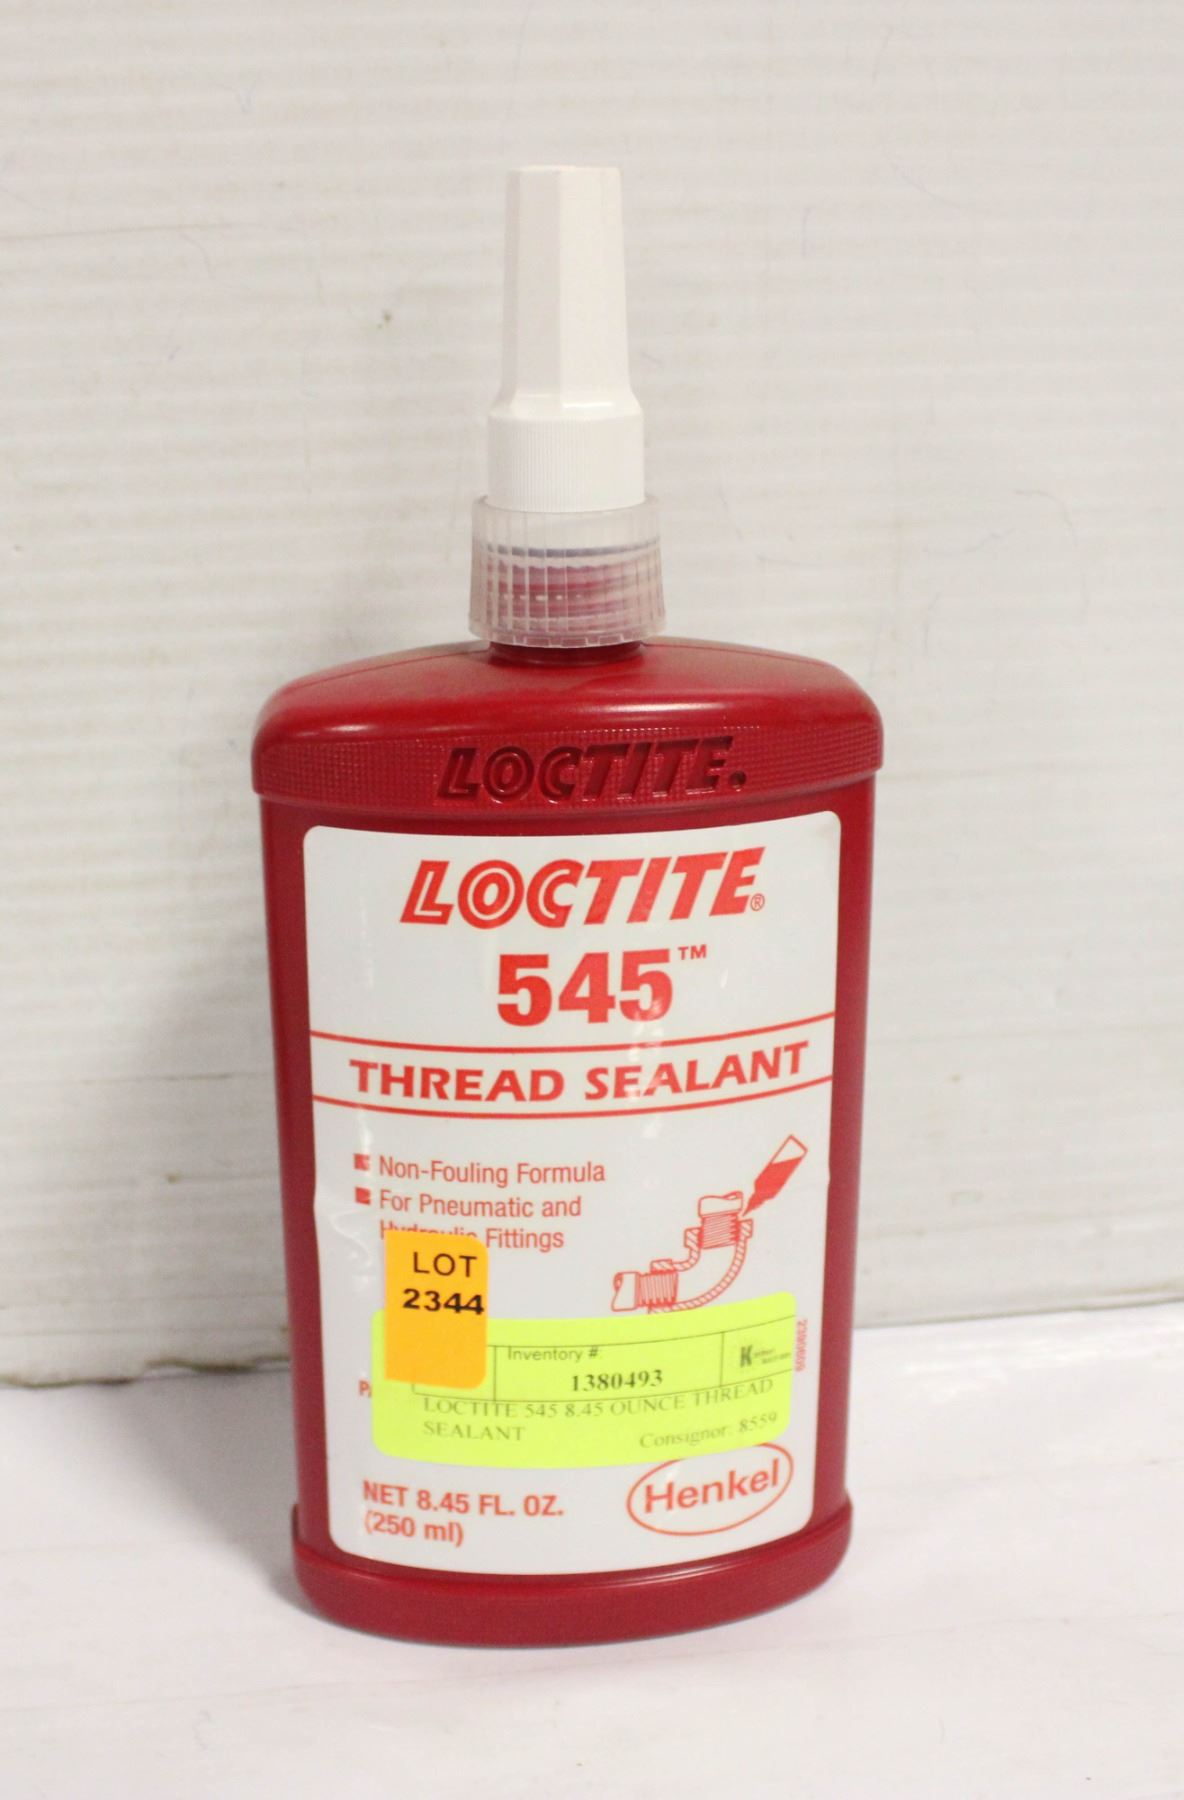 LOCTITE.
LOCTITE®
545™
THREAD SEALANT
Non-Fouling Formula
For Pneumatic and
Hydraulic Fittings
LOT
2344
Inventory #:
1380493
K
LOCTITE 545 8.45 OUNCE THREAD
SEALANT
Consignor: 8559
NET 8.45 FL. OZ.
(250 ml)
Henkel